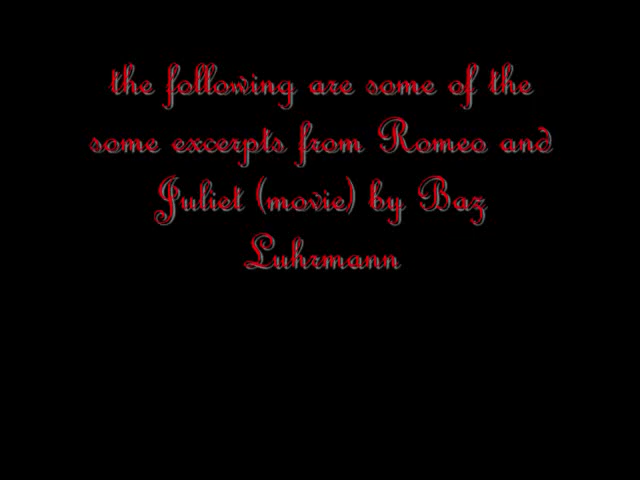 the following are some of the
some excerpts from Romeo and
Juliet (movie) by Baz
Luhrmann